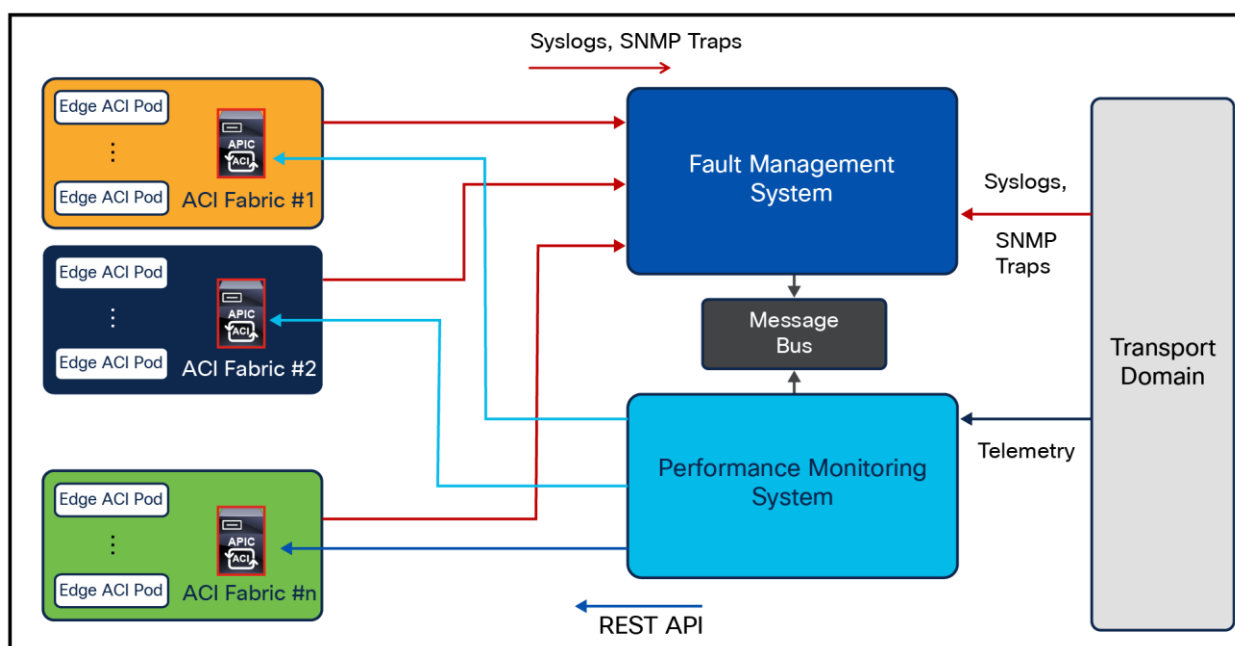 Syslogs, SNMP Traps
Edge ACI Pod
⋮
Edge ACI Pod
APIC
ACI
ACI Fabric #1
Edge ACI Pod
⋮
Edge ACI Pod
APIC
ACI
ACI Fabric #2
Edge ACI Pod
⋮
Edge ACI Pod
APIC
ACI
ACI Fabric #n
Fault Management
System
Message
Bus
Performance Monitoring
System
REST API
Syslogs,
SNMP
Traps
Telemetry
Transport
Domain